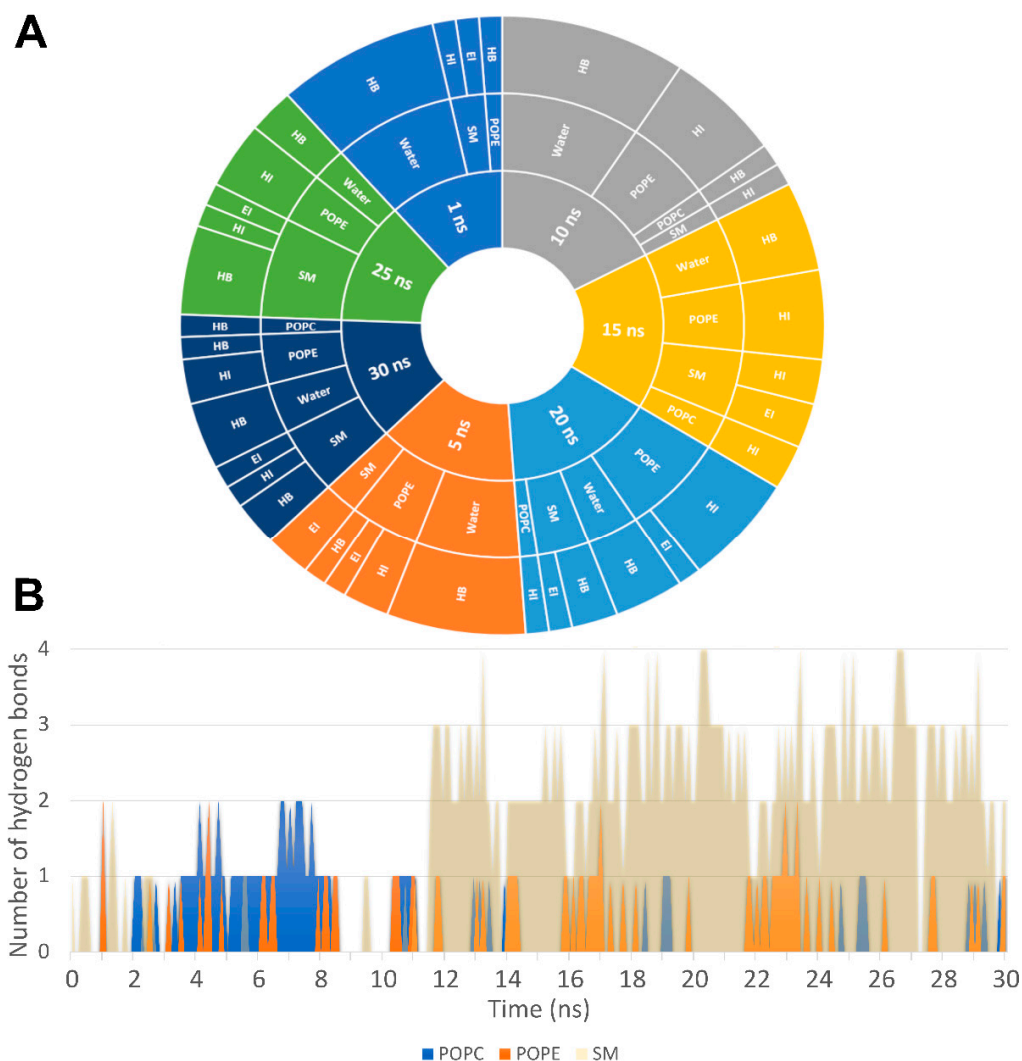 A
10 ns
Water
HB
POPE
HI
POPC
HB
SM
HI
15 ns
Water
HB
POPE
HI
SM
HI
EI
POPC
HI
20 ns
POPE
HI
EI
Water
HB
SM
HB
EI
POPC
HI
5 ns
Water
HB
POPE
HI
EI
HB
SM
EI
30 ns
SM
HB
HI
EI
Water
HB
POPE
HI
HB
POPC
HB
25 ns
SM
HB
HI
EI
POPE
HI
Water
HB
1 ns
Water
HB
SM
HI
EI
POPE
HB
B
Number of hydrogen bonds
4
3
2
1
0
0 2 4 6 8 10 12 14 16 18 20 22 24 26 28 30
Time (ns)
POPC POPE SM